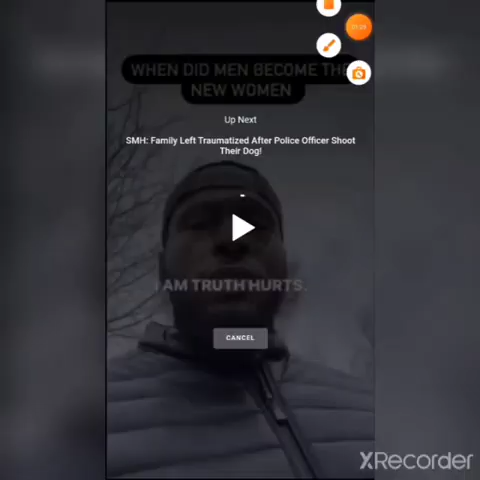 WHEN DID MEN BECOME THE
NEW WOMEN
Up Next
SMH: Family Left Traumatized After Police Officer Shoot
Their Dog!
I AM TRUTH HURTS.
CANCEL
XRecorder